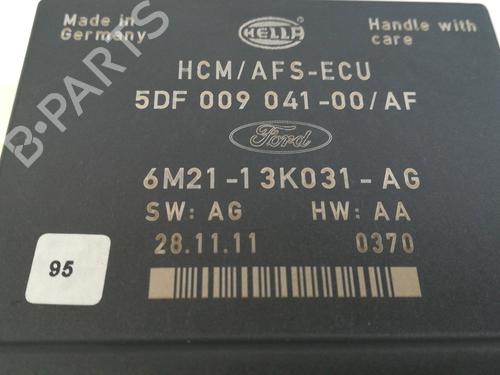 Made in Germany
HELLA
Handle with care
HCM/AFS-ECU
5DF 009 041-00/AF
Ford
6M21-13K031-AG
SW: AG HW: AA
28.11.11 0370
95
B-PARTS